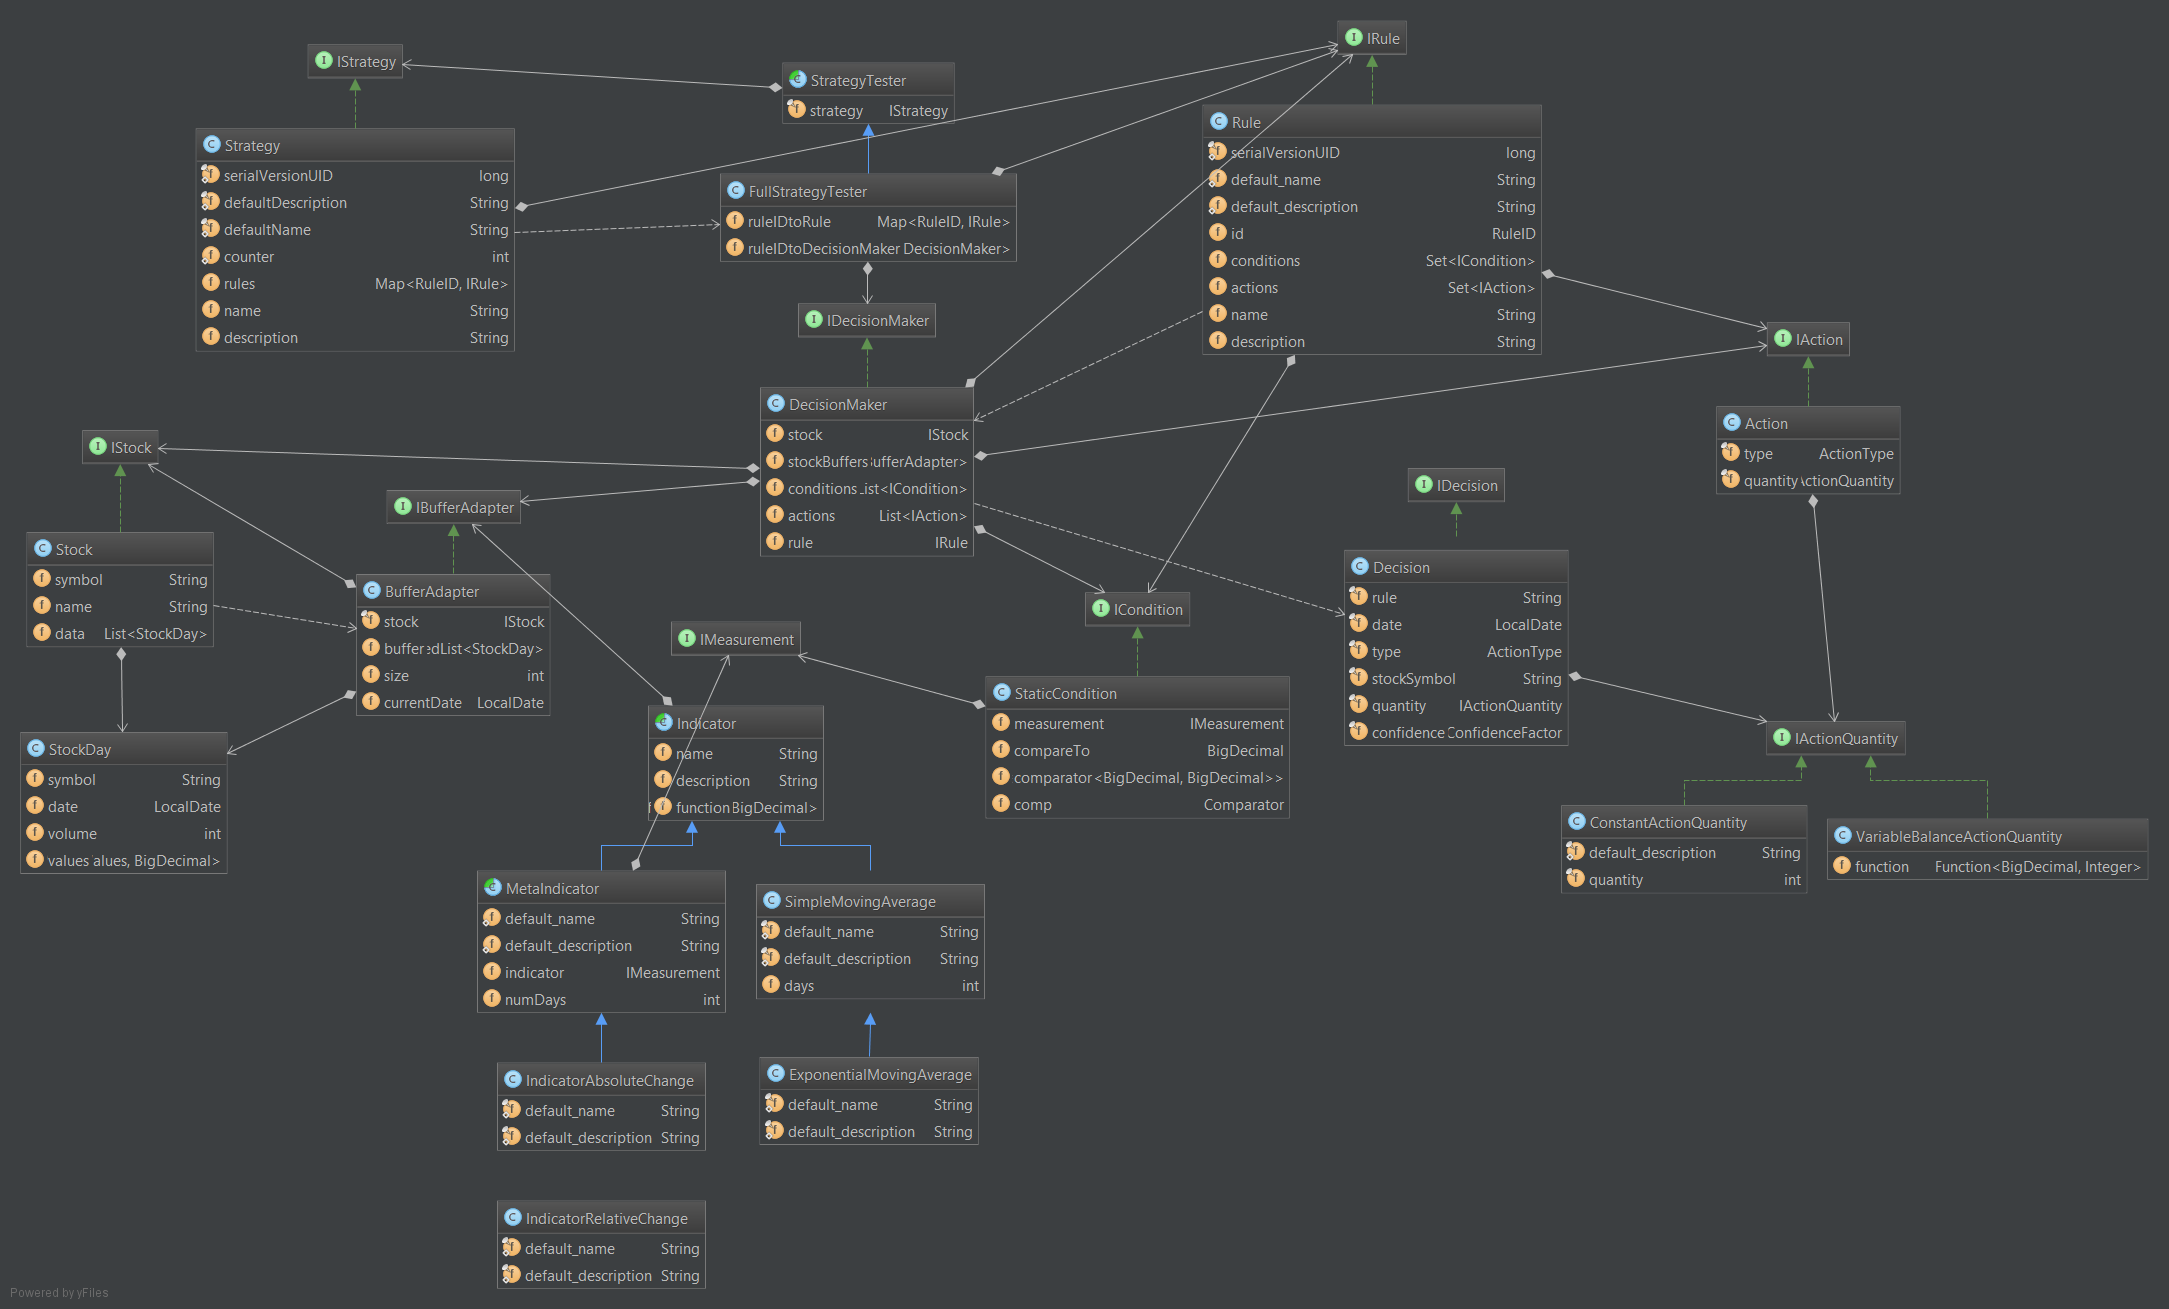 IRule
IStrategy
StrategyTester
strategy IStrategy
Strategy
serialVersionUID long
defaultDescription String
defaultName String
counter int
rules Map<RuleID, IRule>
name String
description String
FullStrategyTester
ruleIDtoRule Map<RuleID, IRule>
ruleIDtoDecisionMaker DecisionMaker>
Rule
serialVersionUID long
default_name String
default_description String
id RuleID
conditions Set<ICondition>
actions Set<IAction>
name String
description String
IDecisionMaker
IAction
DecisionMaker
stock IStock
stockBuffers ufferAdapter>
conditions ist<ICondition>
actions List<IAction>
rule IRule
Action
type ActionType
quantity ctionQuantity
IStock
IBufferAdapter
IDecision
Stock
symbol String
name String
data List<StockDay>
BufferAdapter
stock IStock
buffer edList<StockDay>
size int
currentDate LocalDate
ICondition
IMeasurement
Decision
rule String
date LocalDate
type ActionType
stockSymbol String
quantity IActionQuantity
confidence ConfidenceFactor
StaticCondition
measurement IMeasurement
compareTo BigDecimal
comparator <BigDecimal, BigDecimal>>
comp Comparator
Indicator
name String
description String
function BigDecimal>
StockDay
symbol String
date LocalDate
volume int
values alues, BigDecimal>
IActionQuantity
ConstantActionQuantity
default_description String
quantity int
VariableBalanceActionQuantity
function Function<BigDecimal, Integer>
MetaIndicator
default_name String
default_description String
indicator IMeasurement
numDays int
SimpleMovingAverage
default_name String
default_description String
days int
IndicatorAbsoluteChange
default_name String
default_description String
ExponentialMovingAverage
default_name String
default_description String
IndicatorRelativeChange
default_name String
default_description String
Powered by yFiles